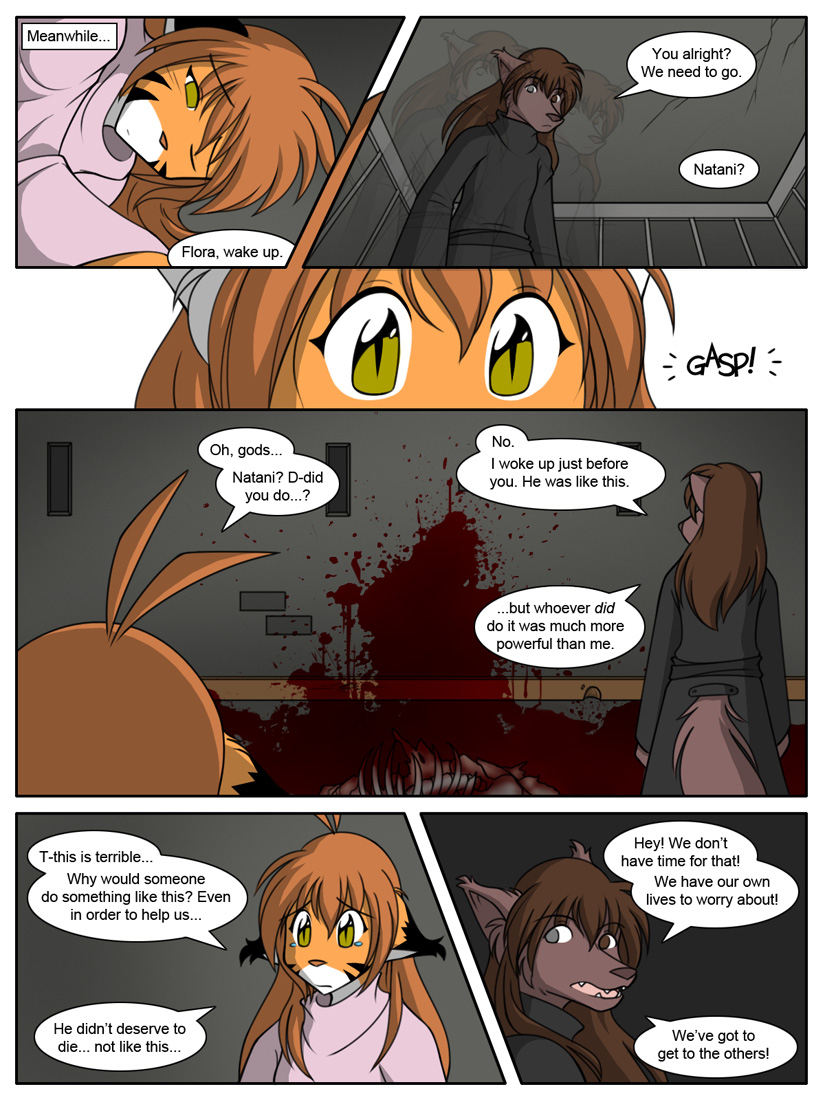 Meanwhile...
Flora, wake up.
You alright?
We need to go.
Natani?
GASP!
Oh, gods...
Natani? D-did
you do...?
No.
I woke up just before
you. He was like this.
...but whoever did
do it was much more
powerful than me.
T-this is terrible...
Why would someone
do something like this? Even
in order to help us...
He didn't deserve to
die... not like this...
Hey! We don't
have time for that!
We have our own
lives to worry about!
We've got to
get to the others!